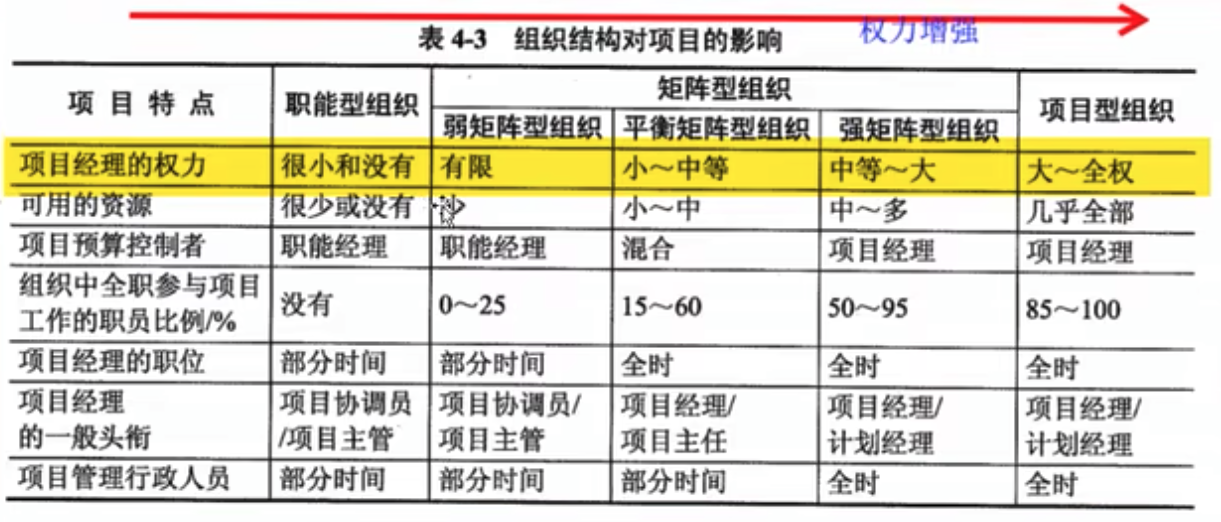 表 4-3 组织结构对项目的影响
权力增强
项 目 特 点 职能型组织 矩阵型组织 项目型组织
弱矩阵型组织 平衡矩阵型组织 强矩阵型组织
项目经理的权力 很小和没有 有限 小～中等 中等～大 大～全权
可用的资源 很少或没有 少 小～中 中～多 几乎全部
项目预算控制者 职能经理 职能经理 混合 项目经理 项目经理
组织中全职参与项目
工作的职员比例/% 没有 0～25 15～60 50～95 85～100
项目经理的职位 部分时间 部分时间 全时 全时 全时
项目经理 项目协调员 项目协调员/ 项目经理/ 项目经理/ 项目经理/
的一般头衔 /项目主管 项目主管 项目主任 计划经理 计划经理
项目管理行政人员 部分时间 部分时间 部分时间 全时 全时